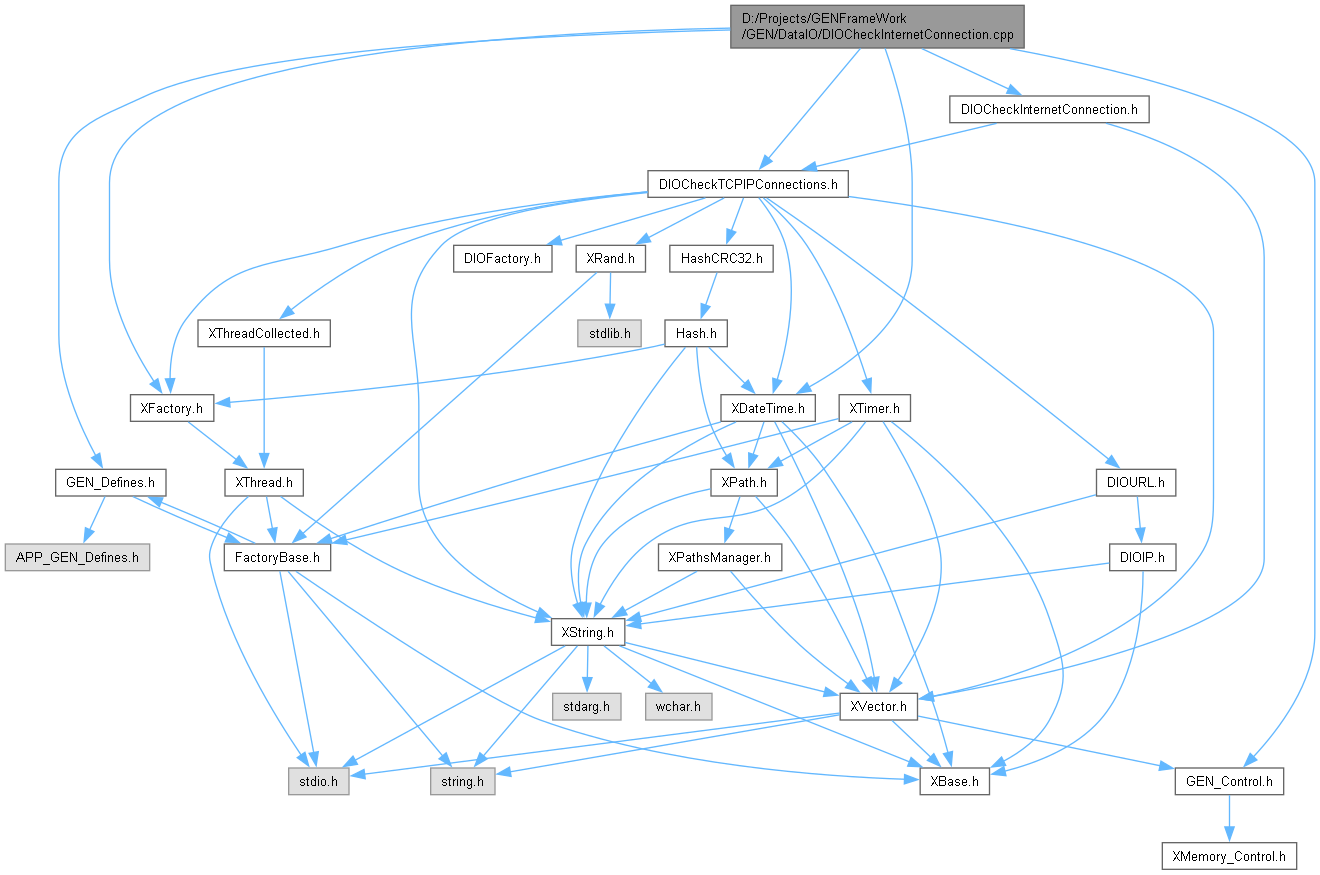 D:/Projects/GENFrameWork
/GEN/DataIO/DIOCheckInternetConnection.cpp
DIOCheckInternetConnection.h
DIOCheckTCPIPConnections.h
DIOFactory.h
XRand.h
HashCRC32.h
XThreadCollected.h
stdlib.h
Hash.h
XFactory.h
XDateTime.h
XTimer.h
GEN_Defines.h
XThread.h
XPath.h
DIOURL.h
APP_GEN_Defines.h
FactoryBase.h
XPathsManager.h
DIOIP.h
XString.h
stdarg.h
wchar.h
XVector.h
stdio.h
string.h
XBase.h
GEN_Control.h
XMemory_Control.h